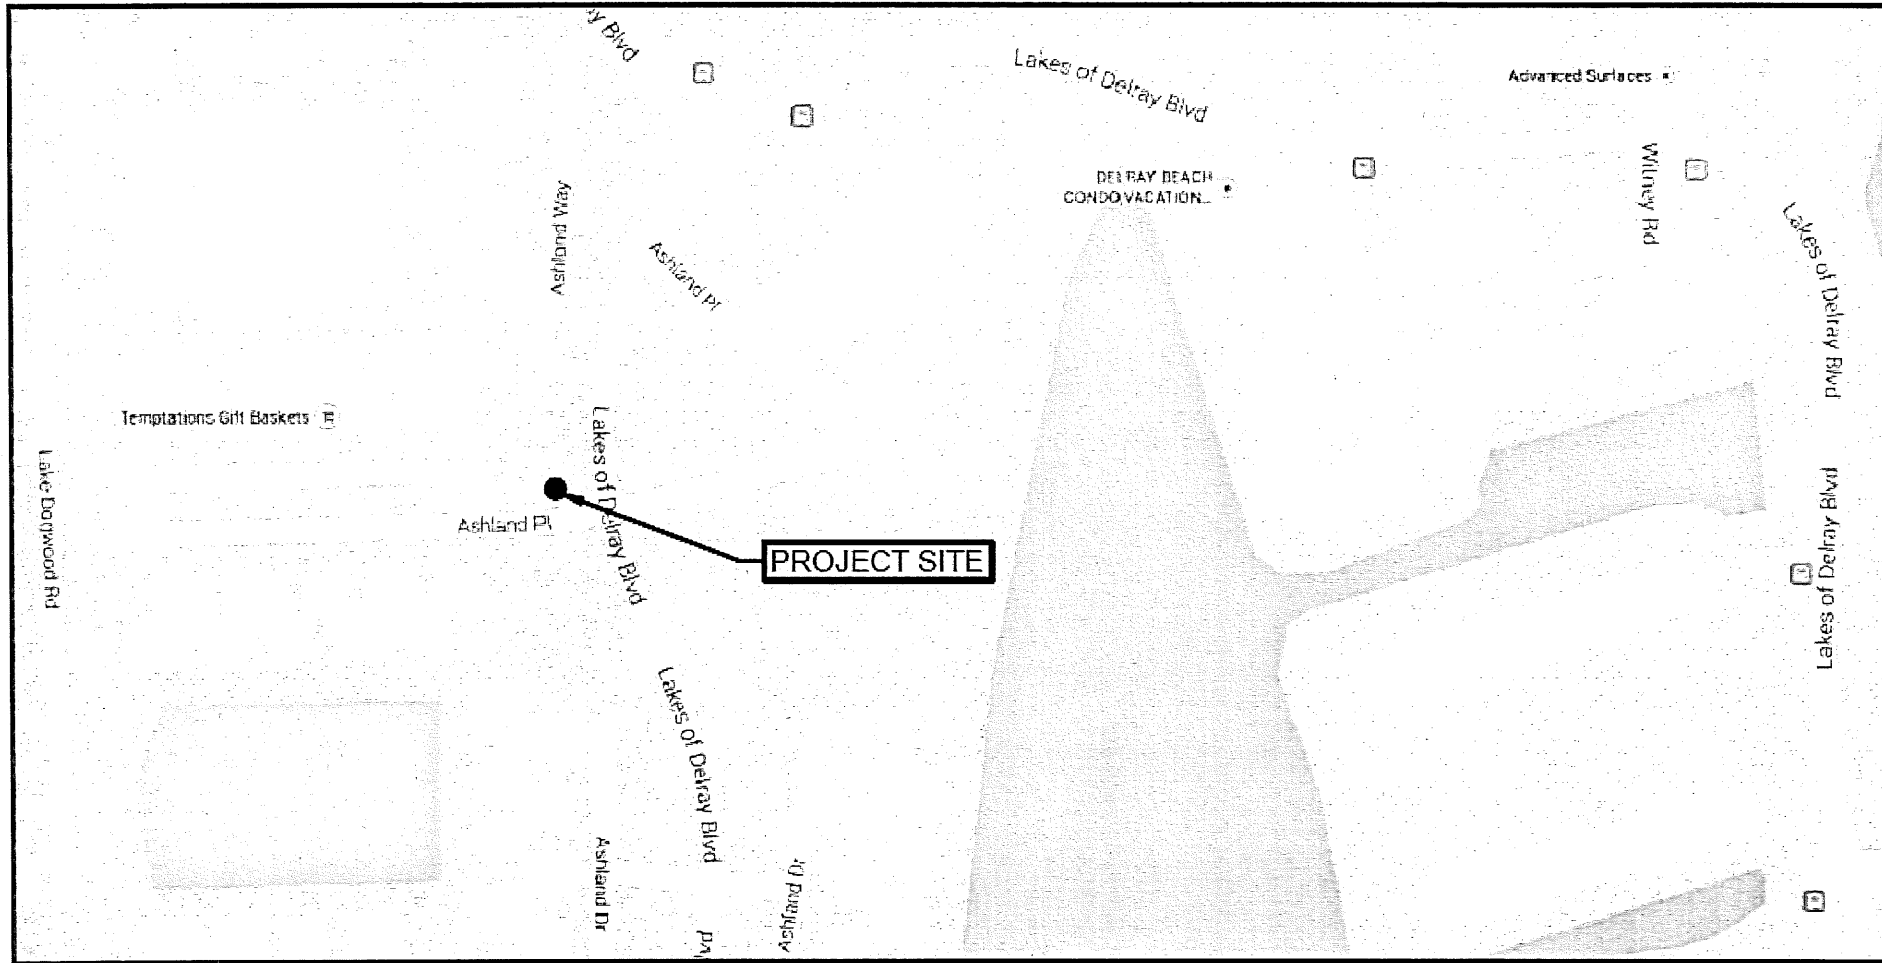 y Blvd
Lakes of Delray Blvd
Advanced Surfaces
Witney Rd
DELRAY BEACH
CONDO VACATION...
Ashland Way
Ashland Pl
Lakes of Delray Blvd
Temptations Gift Baskets
Lakes of Delray Blvd
Lake Dogwood Rd
Ashland Pl
PROJECT SITE
Lakes of Delray Blvd
Lakes of Delray Blvd
Ashland Dr
Ashland Dr